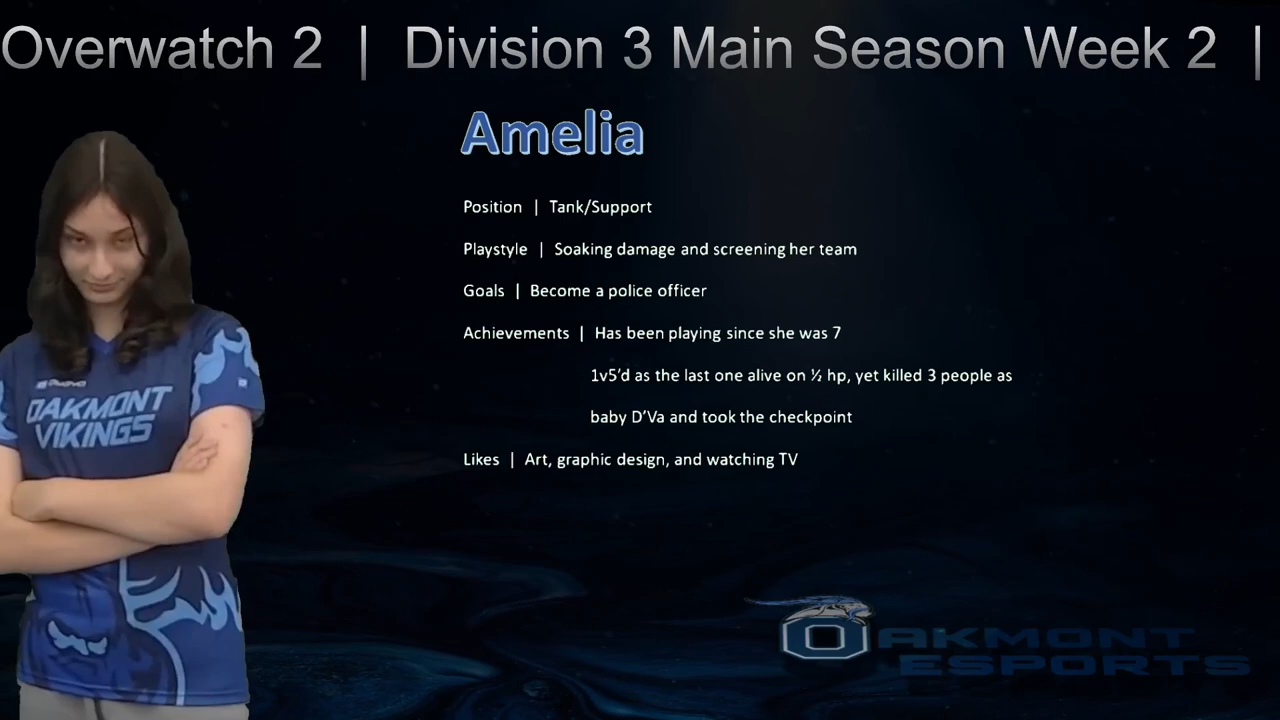 Overwatch 2 | Division 3 Main Season Week 2 |
Amelia
Position | Tank/Support
Playstyle | Soaking damage and screening her team
Goals | Become a police officer
Achievements | Has been playing since she was 7
1v5'd as the last one alive on ½ hp, yet killed 3 people as
baby D'Va and took the checkpoint
Likes | Art, graphic design, and watching TV
OAKMONT
VIKINGS
OAKMONT
ESPORTS